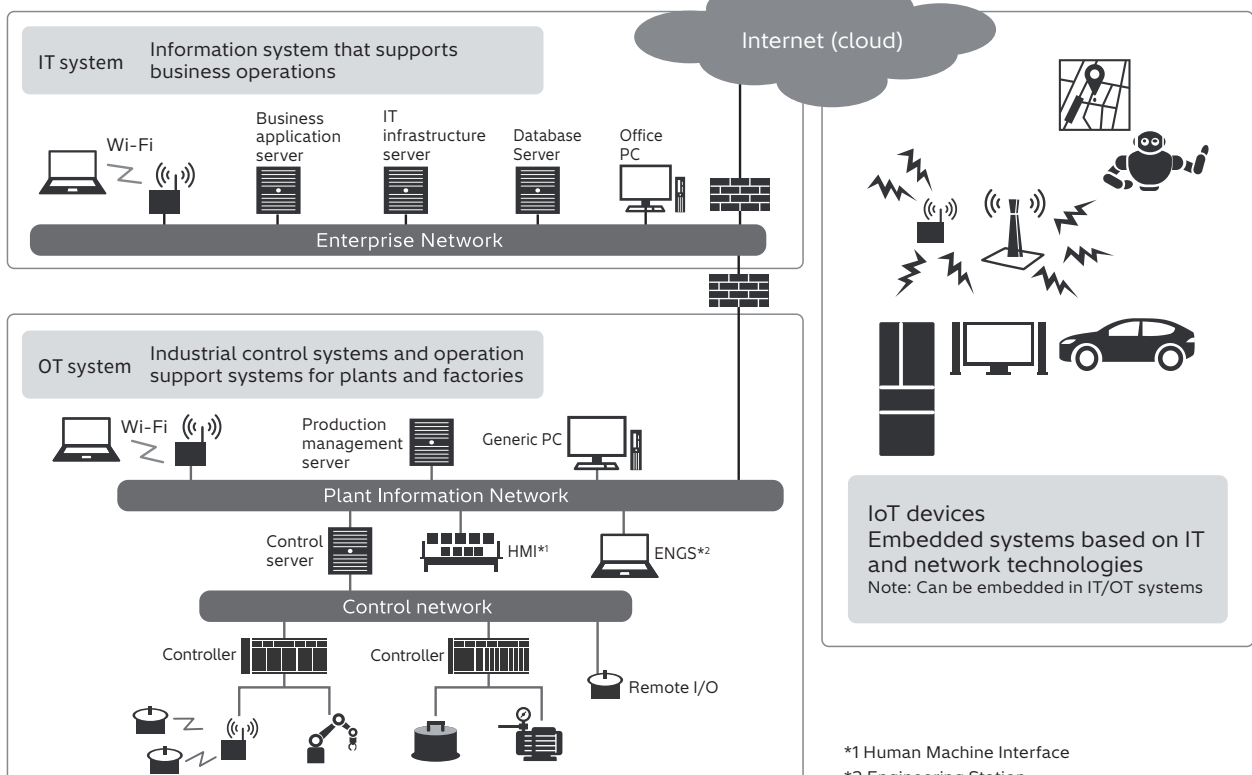 Internet (cloud)
IT system
Information system that supports
business operations
Wi-Fi
Business
application
server
IT
infrastructure
server
Database
Server
Office
PC
Enterprise Network
OT system
Industrial control systems and operation
support systems for plants and factories
Wi-Fi
Production
management
server
Generic PC
Plant Information Network
Control
server
HMI*1
ENGS*2
Control network
Controller
Controller
Remote I/O
IoT devices
Embedded systems based on IT
and network technologies
Note: Can be embedded in IT/OT systems
*1 Human Machine Interface
*2 Engineering Station